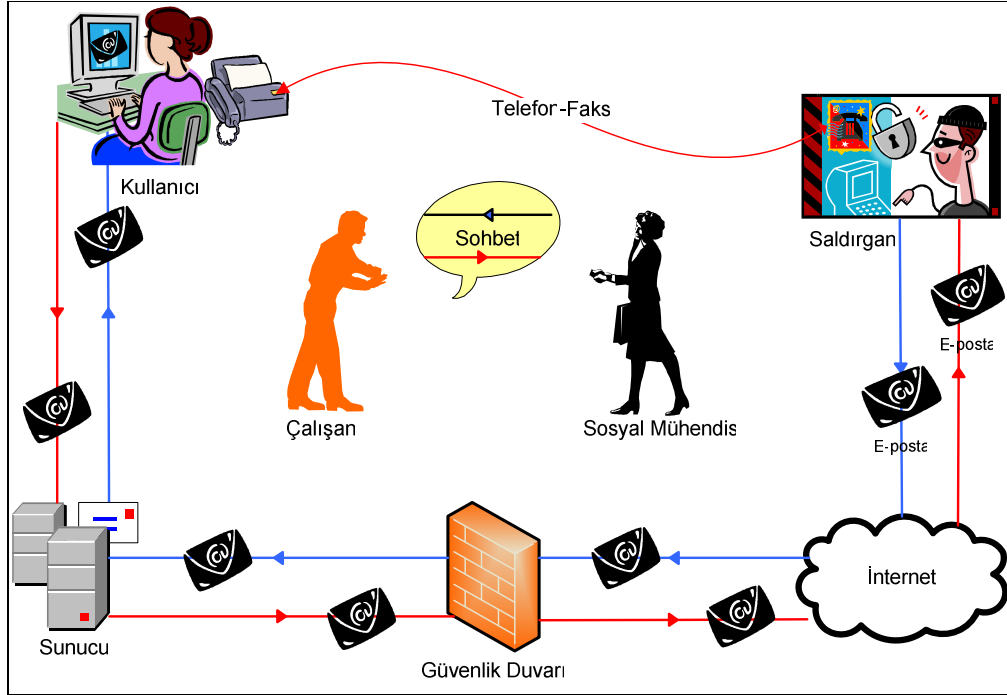 Telefor-Faks
Kullanıcı
Sohbet
Saldırgan
E-posta
E-posta
Çalışan
Sosyal Mühendis
İnternet
Sunucu
Güvenlik Duvarı